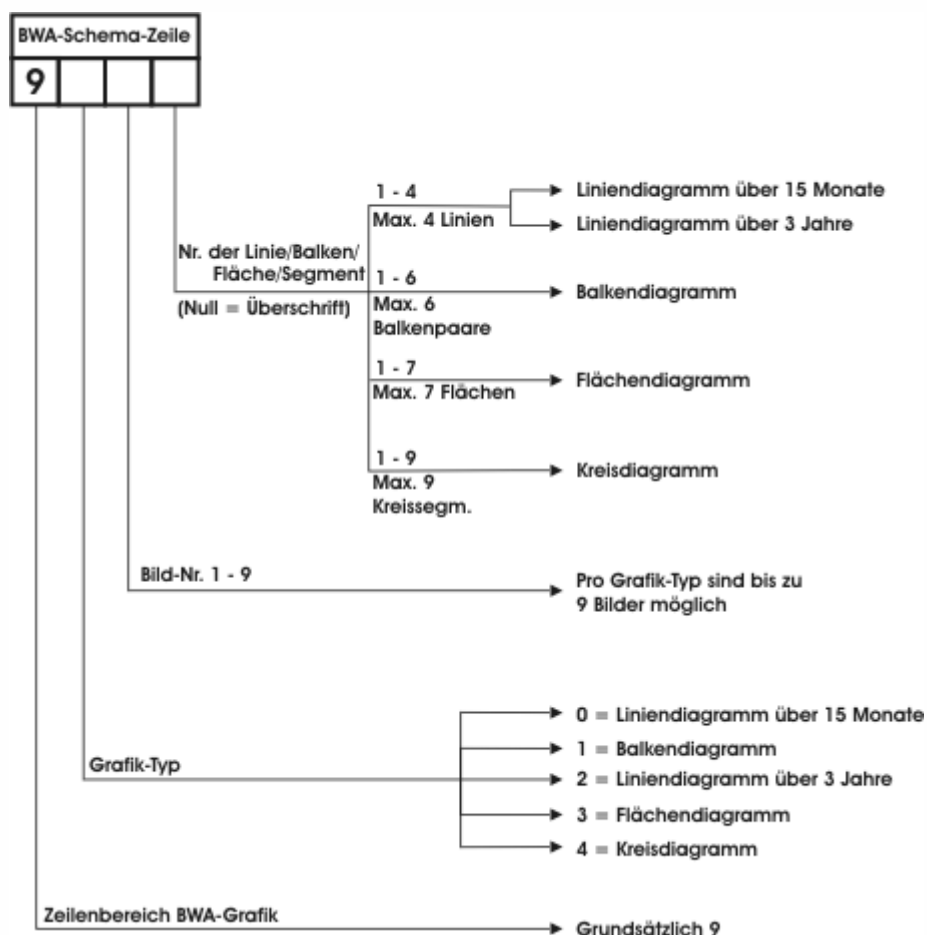 BWA-Schema-Zeile
9
1 - 4
Max. 4 Linien
Liniendiagramm über 15 Monate
Liniendiagramm über 3 Jahre
Nr. der Linie/Balken/
Fläche/Segment
(Null = Überschrift)
1 - 6
Max. 6
Balkenpaare
Balkendiagramm
1 - 7
Max. 7 Flächen
Flächendiagramm
1 - 9
Max. 9
Kreissegm.
Kreisdiagramm
Bild-Nr. 1 - 9
Pro Grafik-Typ sind bis zu
9 Bilder möglich
Grafik-Typ
0 = Liniendiagramm über 15 Monate
1 = Balkendiagramm
2 = Liniendiagramm über 3 Jahre
3 = Flächendiagramm
4 = Kreisdiagramm
Zeilenbereich BWA-Grafik
Grundsätzlich 9